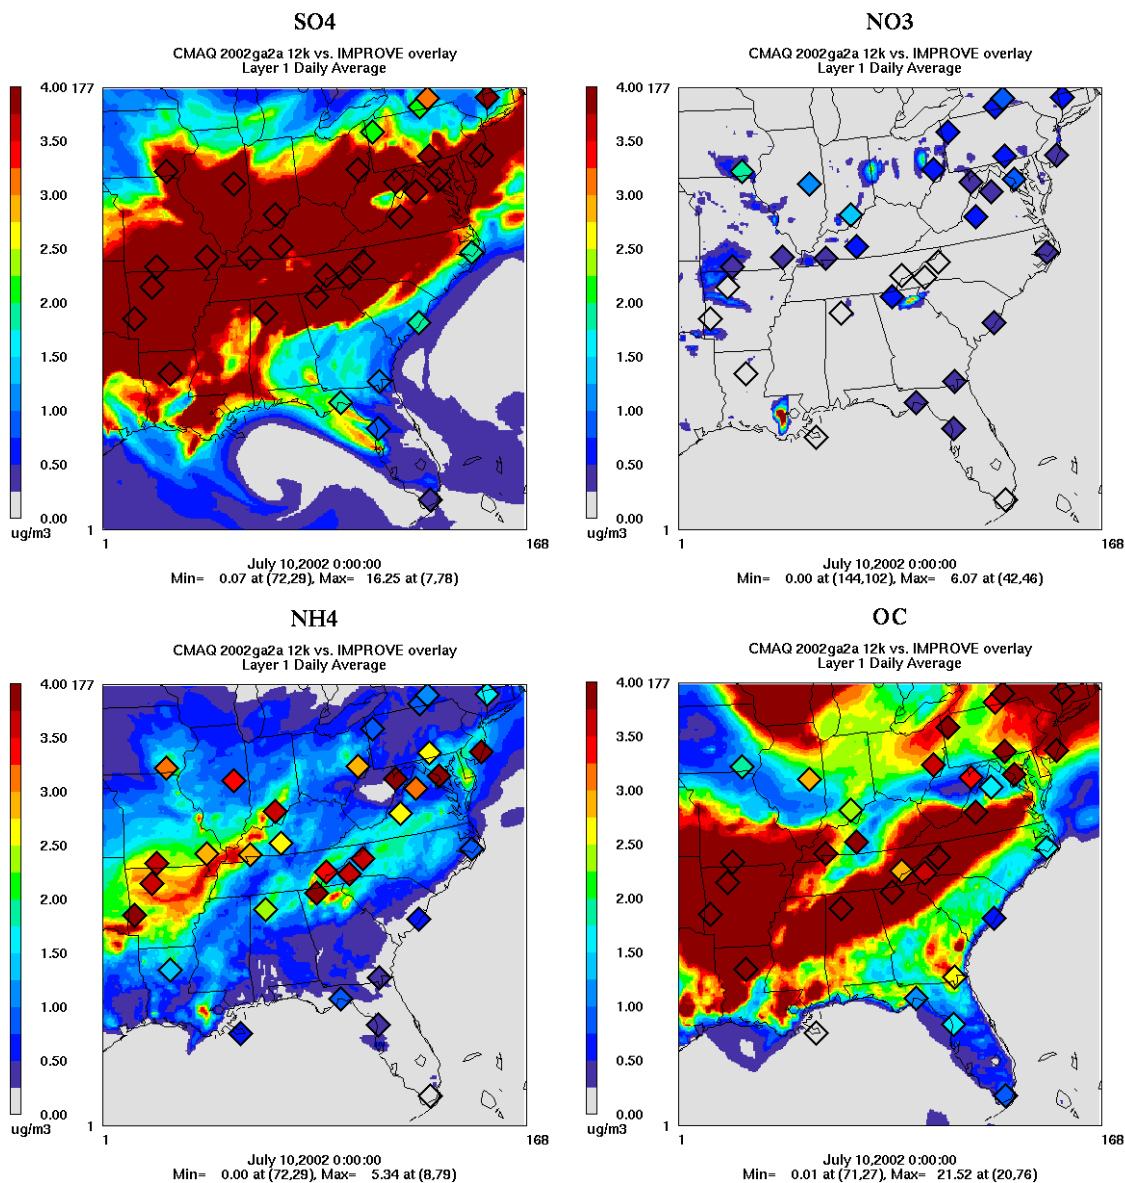 SO4
CMAQ 2002ga2a 12k vs. IMPROVE overlay
Layer 1 Daily Average
4.00 177
3.50
3.00
2.50
2.00
1.50
1.00
0.50
0.00
ug/m3
1
1 168
July 10,2002 0:00:00
Min= 0.07 at (72,29), Max= 16.25 at (7,78)
NO3
CMAQ 2002ga2a 12k vs. IMPROVE overlay
Layer 1 Daily Average
4.00 177
3.50
3.00
2.50
2.00
1.50
1.00
0.50
0.00
ug/m3
1
1 168
July 10,2002 0:00:00
Min= 0.00 at (144,102), Max= 6.07 at (42,46)
NH4
CMAQ 2002ga2a 12k vs. IMPROVE overlay
Layer 1 Daily Average
4.00 177
3.50
3.00
2.50
2.00
1.50
1.00
0.50
0.00
ug/m3
1
1 168
July 10,2002 0:00:00
Min= 0.00 at (72,29), Max= 5.34 at (8,79)
OC
CMAQ 2002ga2a 12k vs. IMPROVE overlay
Layer 1 Daily Average
4.00 177
3.50
3.00
2.50
2.00
1.50
1.00
0.50
0.00
ug/m3
1
1 168
July 10,2002 0:00:00
Min= 0.01 at (71,27), Max= 21.52 at (20,76)